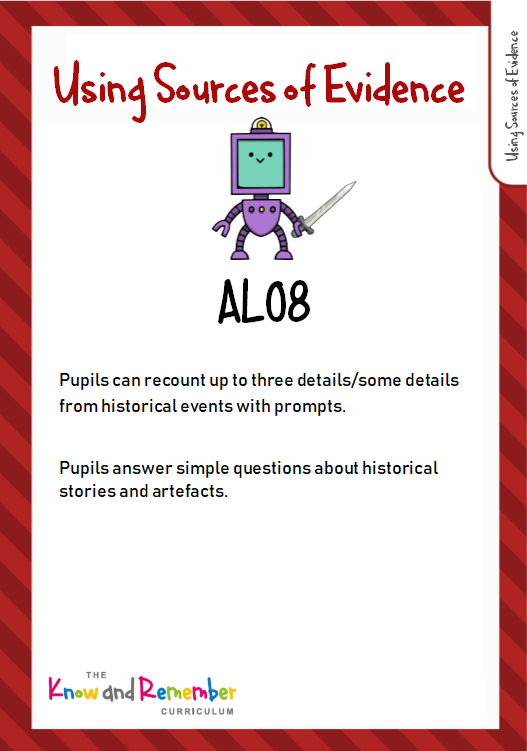 Using Sources of Evidence
Using Sources of Evidence
AL08
Pupils can recount up to three details/some details
from historical events with prompts.
Pupils answer simple questions about historical
stories and artefacts.
THE
Know and Remember
CURRICULUM